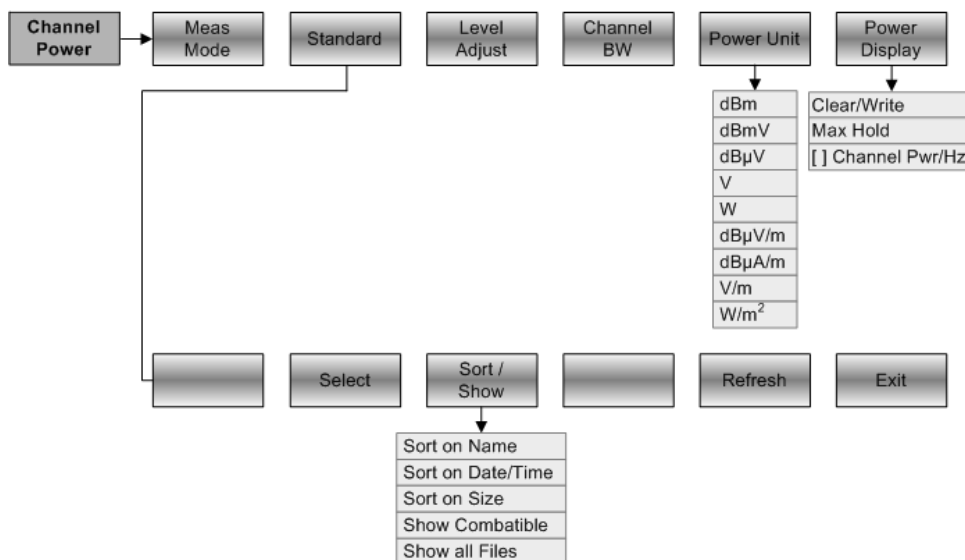 Channel
Power
Meas
Mode
Standard
Level
Adjust
Channel
BW
Power Unit
Power
Display
dBm
dBmV
dBµV
V
W
dBµV/m
dBµA/m
V/m
W/m²
Clear/Write
Max Hold
[ ] Channel Pwr/Hz
Select
Sort /
Show
Refresh
Exit
Sort on Name
Sort on Date/Time
Sort on Size
Show Combatible
Show all Files